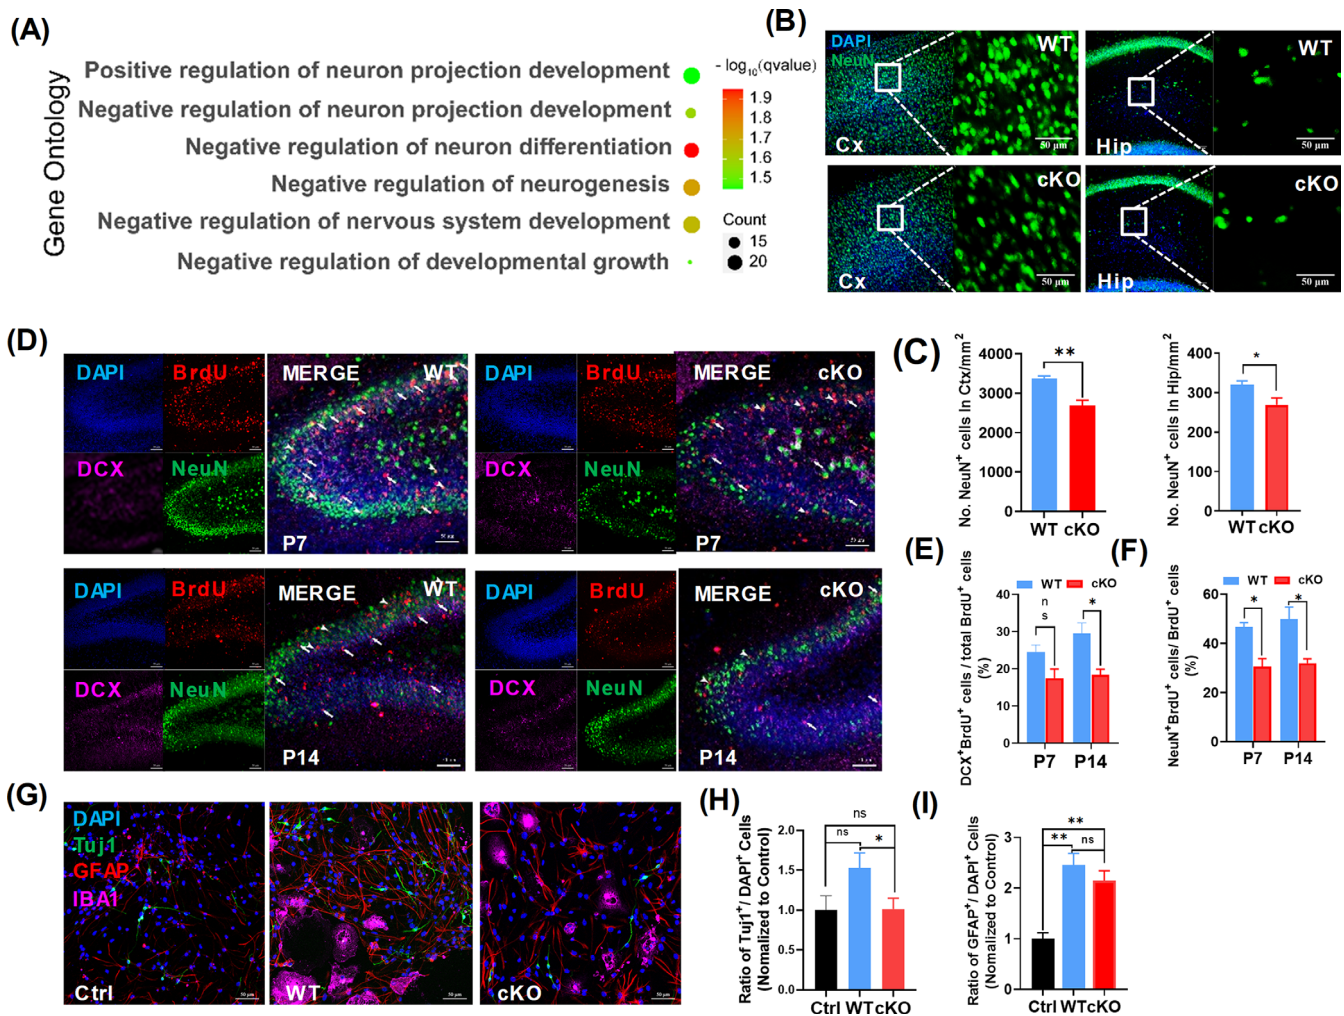 (A)
Gene Ontology
Positive regulation of neuron projection development
Negative regulation of neuron projection development
Negative regulation of neuron differentiation
Negative regulation of neurogenesis
Negative regulation of nervous system development
Negative regulation of developmental growth
- log10(qvalue)
1.9
1.8
1.7
1.6
1.5
Count
15
20
(B)
DAPI
NeuN
WT
Cx
50 µm
WT
Hip
50 µm
cKO
Cx
50 µm
cKO
Hip
50 µm
(C)
No. NeuN+ cells In Ctx/mm2
4000
3000
2000
1000
0
**
WT cKO
No. NeuN+ cells In Hip/mm2
400
300
200
100
0
*
WT cKO
(D)
DAPI
BrdU
MERGE
WT
DCX
NeuN
P7
DAPI
BrdU
MERGE
cKO
DCX
NeuN
P7
DAPI
BrdU
MERGE
WT
DCX
NeuN
P14
DAPI
BrdU
MERGE
cKO
DCX
NeuN
P14
(E)
WT cKO
DCX+BrdU+ cells / total BrdU+ cells
(%)
40
30
20
10
0
n
s
*
P7 P14
(F)
WT cKO
NeuN+BrdU+ cells/ BrdU+ cells
(%)
60
40
20
0
*
*
P7 P14
(G)
DAPI
Tuj1
GFAP
IBA1
Ctrl
50 µm
WT
50 µm
cKO
50 µm
(H)
Ratio of Tuj1+/ DAPI+ Cells
(Nomalized to Control)
2.0
1.5
1.0
0.5
0.0
ns
ns
*
Ctrl WTcKO
(I)
Ratio of GFAP+/ DAPI+ Cells
(Nomalized to Control)
3
2
1
0
**
**
ns
Ctrl WTcKO